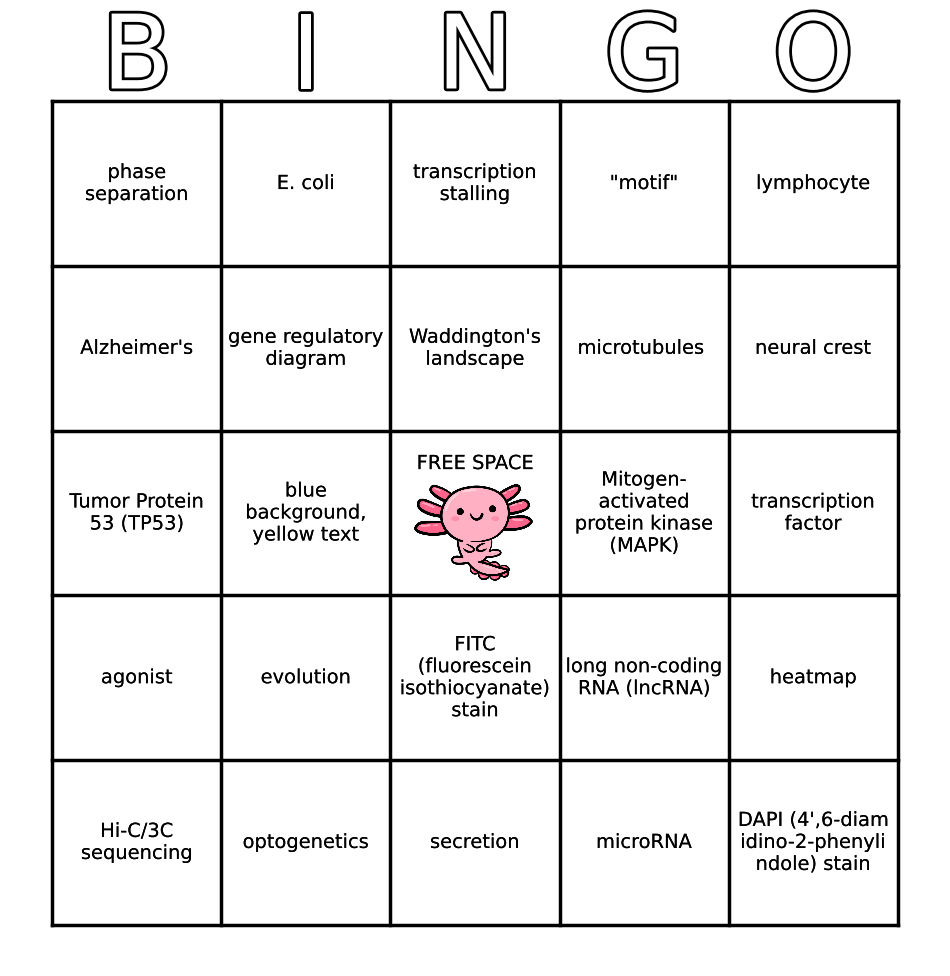 B I N G O
phase
separation
E. coli
transcription
stalling
"motif"
lymphocyte
Alzheimer's
gene regulatory
diagram
Waddington's
landscape
microtubules
neural crest
Tumor Protein
53 (TP53)
blue
background,
yellow text
FREE SPACE
Mitogen-
activated
protein kinase
(MAPK)
transcription
factor
agonist
evolution
FITC
(fluorescein
isothiocyanate)
stain
long non-coding
RNA (lncRNA)
heatmap
Hi-C/3C
sequencing
optogenetics
secretion
microRNA
DAPI (4',6-diam
idino-2-phenyli
ndole) stain